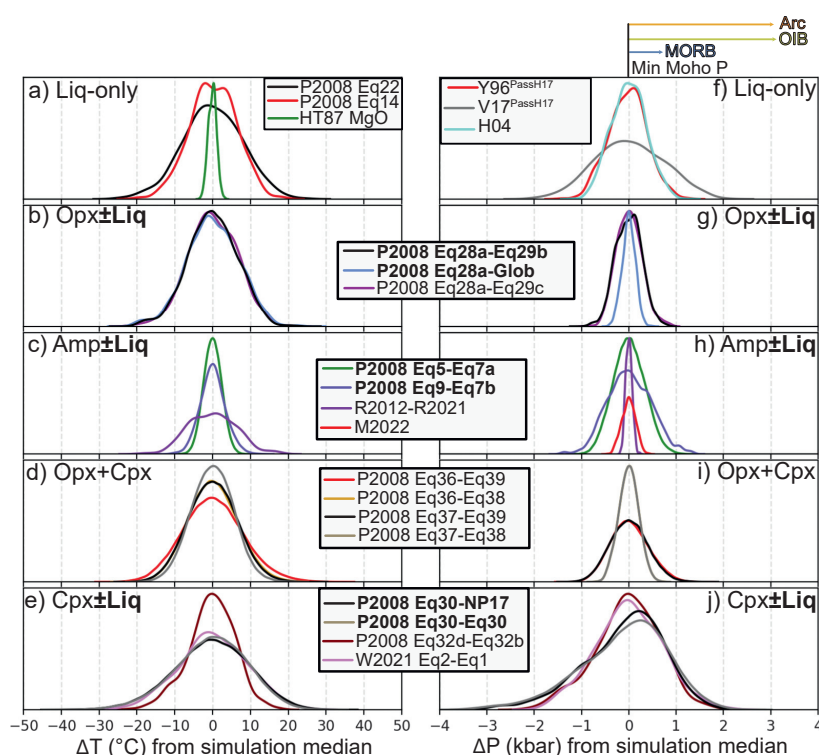 Arc
OIB
MORB
Min Moho P
a) Liq-only
P2008 Eq22
P2008 Eq14
HT87 MgO
Y96PassH17
V17PassH17
H04
f) Liq-only
b) Opx±Liq
g) Opx±Liq
P2008 Eq28a-Eq29b
P2008 Eq28a-Glob
P2008 Eq28a-Eq29c
c) Amp±Liq
h) Amp±Liq
P2008 Eq5-Eq7a
P2008 Eq9-Eq7b
R2012-R2021
M2022
d) Opx+Cpx
i) Opx+Cpx
P2008 Eq36-Eq39
P2008 Eq36-Eq38
P2008 Eq37-Eq39
P2008 Eq37-Eq38
e) Cpx±Liq
j) Cpx±Liq
P2008 Eq30-NP17
P2008 Eq30-Eq30
P2008 Eq32d-Eq32b
W2021 Eq2-Eq1
−50 −40 −30 −20 −10 0 10 20 30 40 50
−4 −3 −2 −1 0 1 2 3 4
ΔT (°C) from simulation median
ΔP (kbar) from simulation median